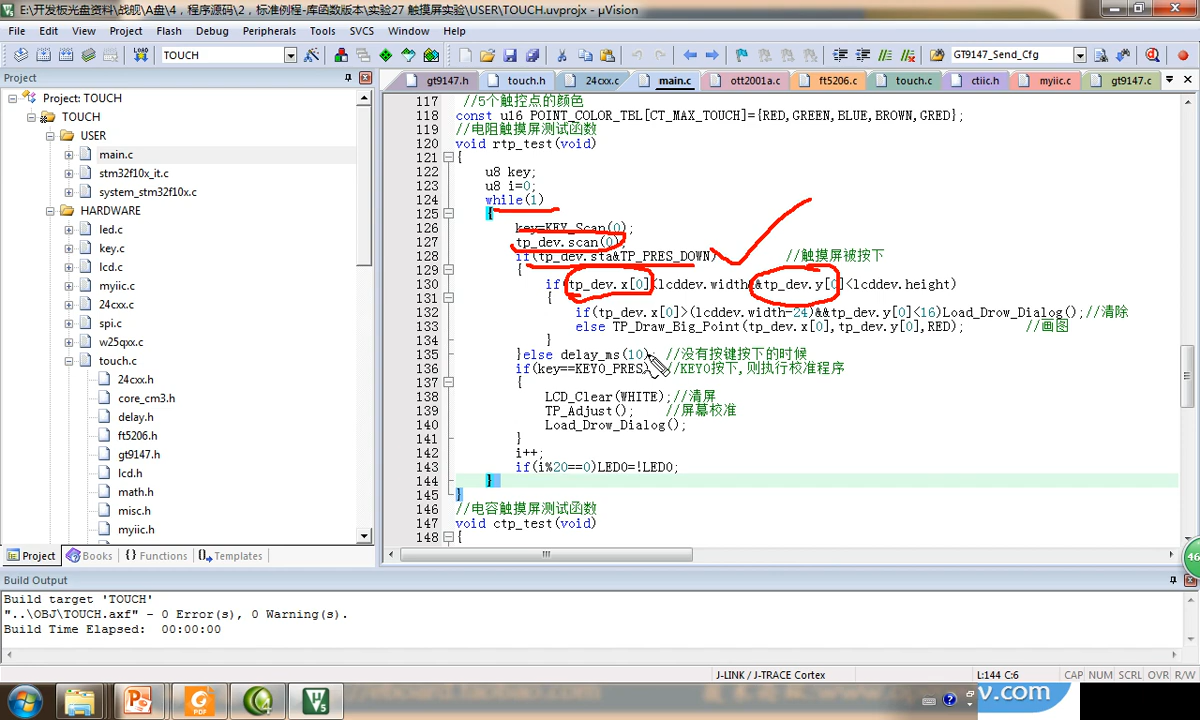 E:\开发板光盘资料\战舰\A盘\4，程序源码\2，标准例程-库函数版本\实验27 触摸屏实验\USER\TOUCH.uvprojx - µVision
File Edit View Project Flash Debug Peripherals Tools SVCS Window Help
TOUCH GT9147_Send_Cfg
Project
gt9147.h touch.h 24cxx.c main.c ott2001a.c ft5206.c touch.c ctiic.h myiic.c gt9147.c
Project: TOUCH
TOUCH
USER
main.c
stm32f10x_it.c
system_stm32f10x.c
HARDWARE
led.c
key.c
lcd.c
myiic.c
24cxx.c
spi.c
w25qxx.c
touch.c
24cxx.h
core_cm3.h
delay.h
ft5206.h
gt9147.h
lcd.h
math.h
misc.h
myiic.h
Project Books {} Functions Templates
117 //5个触控点的颜色
118 const u16 POINT_COLOR_TBL[CT_MAX_TOUCH]={RED,GREEN,BLUE,BROWN,GRED};
119 //电阻触摸屏测试函数
120 void rtp_test(void)
121 {
122 u8 key;
123 u8 i=0;
124 while(1)
125 {
126 key=KEY_Scan(0);
127 tp_dev.scan(0);
128 if(tp_dev.sta&TP_PRES_DOWN) //触摸屏被按下
129 {
130 if(tp_dev.x[0]<lcddev.width&&tp_dev.y[0]<lcddev.height)
131 {
132 if(tp_dev.x[0]>(lcddev.width-24)&&tp_dev.y[0]<16)Load_Drow_Dialog();//清除
133 else TP_Draw_Big_Point(tp_dev.x[0],tp_dev.y[0],RED); //画图
134 }
135 }else delay_ms(10); //没有按键按下的时候
136 if(key==KEY0_PRES) //KEY0按下,则执行校准程序
137 {
138 LCD_Clear(WHITE);//清屏
139 TP_Adjust(); //屏幕校准
140 Load_Drow_Dialog();
141 }
142 i++;
143 if(i%20==0)LED0=!LED0;
144 }
145 }
146 //电容触摸屏测试函数
147 void ctp_test(void)
148 {
46
Build Output
Build target 'TOUCH'
"..\OBJ\TOUCH.axf" - 0 Error(s), 0 Warning(s).
Build Time Elapsed: 00:00:00
J-LINK / J-TRACE Cortex L:144 C:6 CAP NUM SCRL OVR R/W
v.com